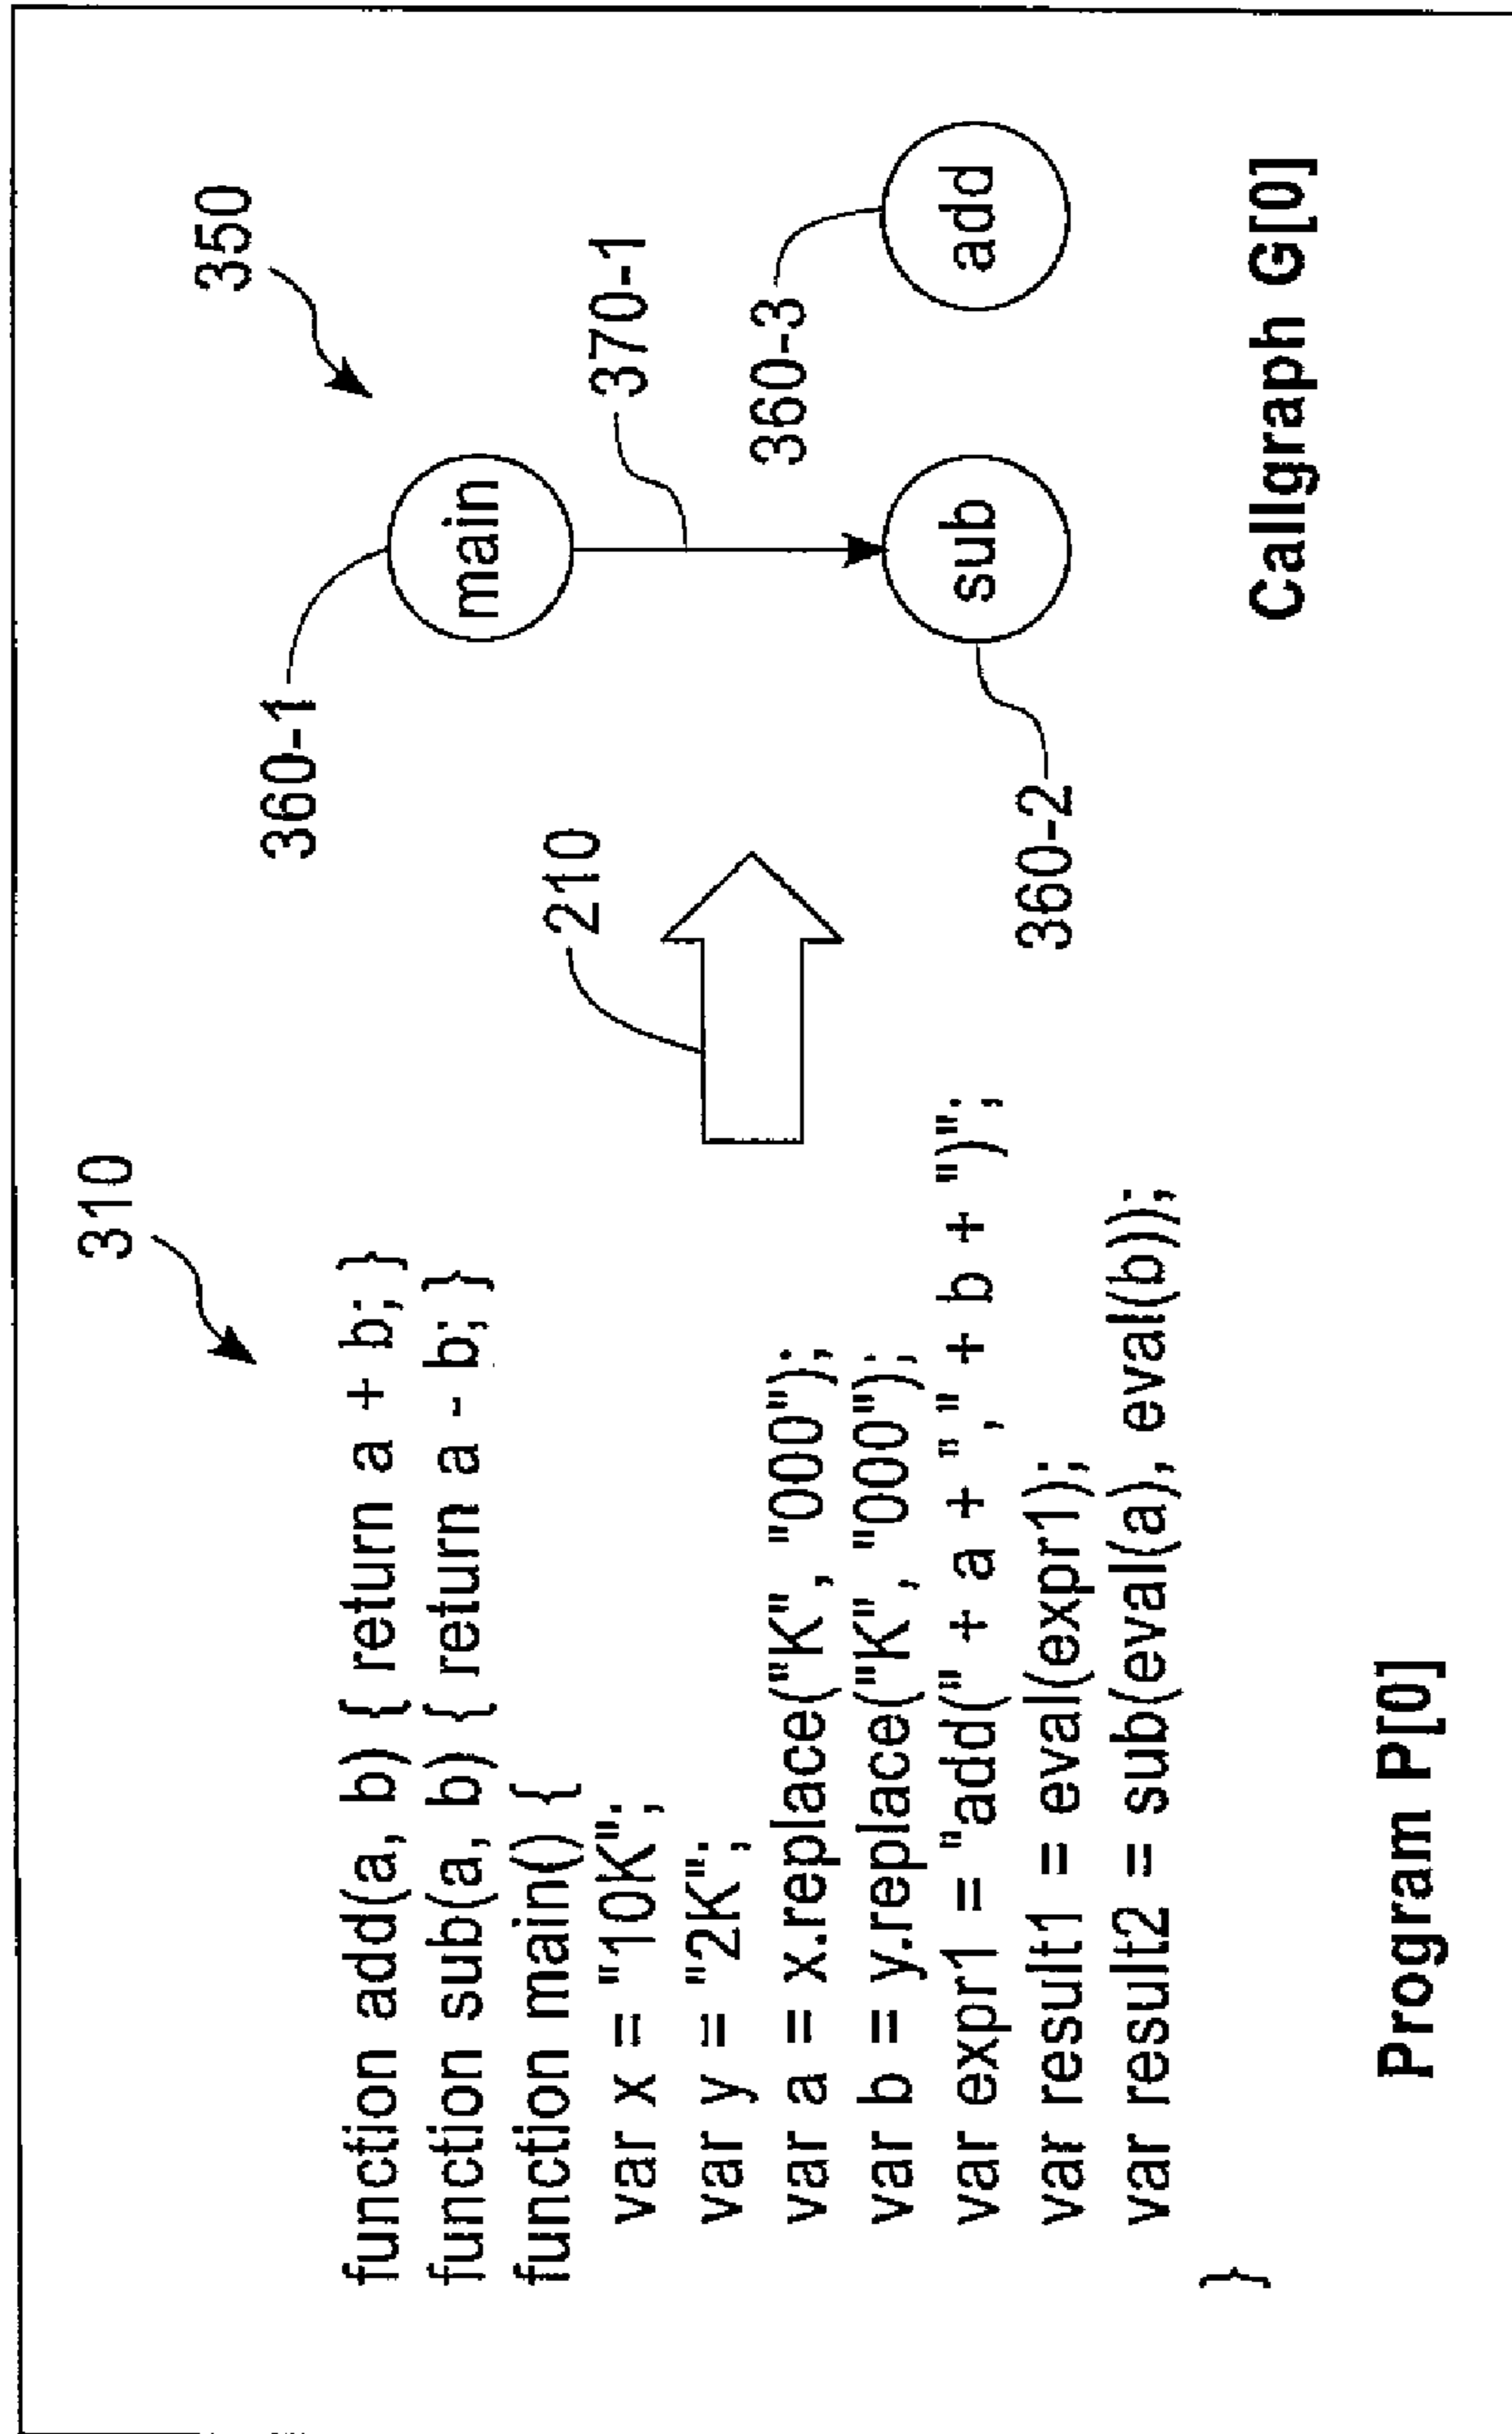 310
function add(a, b) { return a + b; }
function sub(a, b) { return a - b; }
function main() {
var x = "10K";
var y = "2K";
var a = x.replace("K", "000");
var b = y.replace("K", "000");
var expr1 = "add(" + a + "," + b + ")";
var result1 = eval(expr1);
var result2 = sub(eval(a), eval(b));
}
Program P[0]
210
350
360-1
main
370-1
360-3
sub
add
360-2
Callgraph G[0]